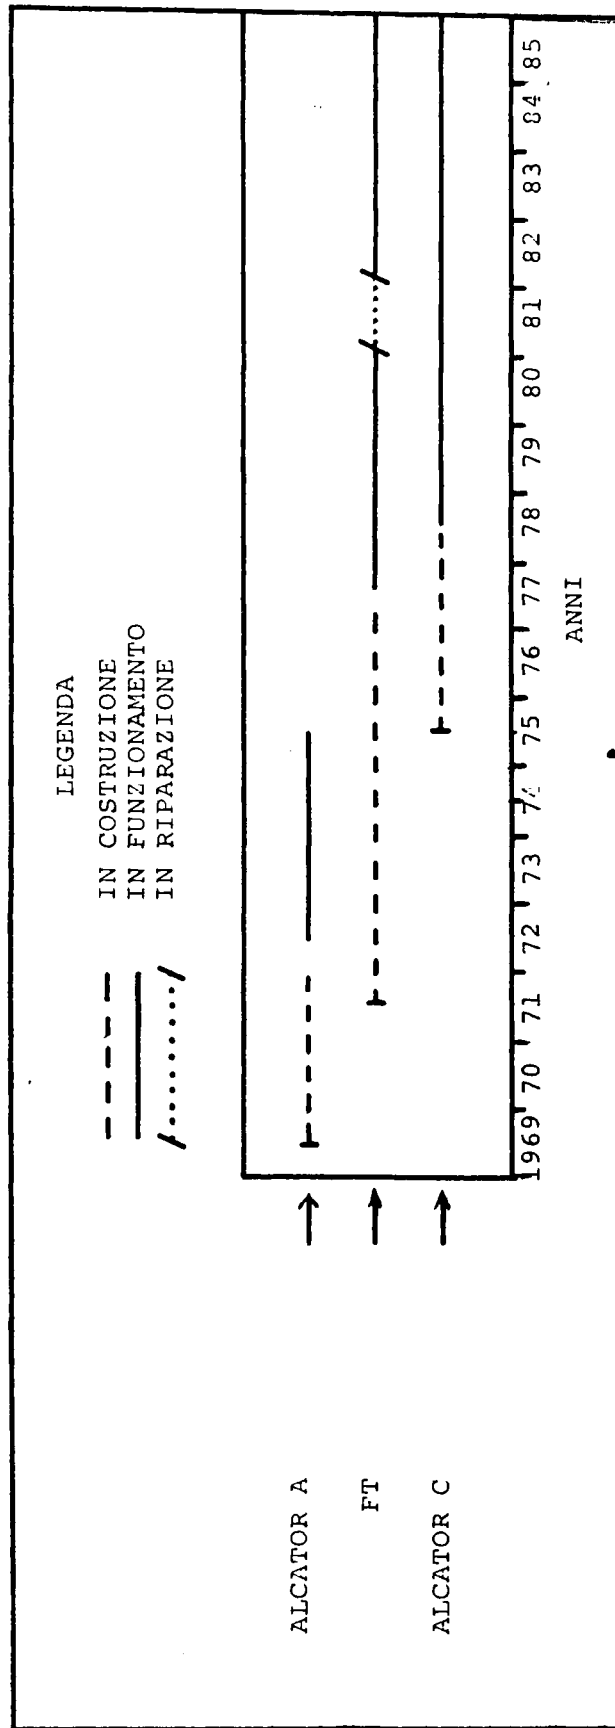 LEGENDA
IN COSTRUZIONE
IN FUNZIONAMENTO
IN RIPARAZIONE
ALCATOR A
FT
ALCATOR C
1969 70 71 72 73 74 75 76 77 78 79 80 81 82 83 84 85
ANNI